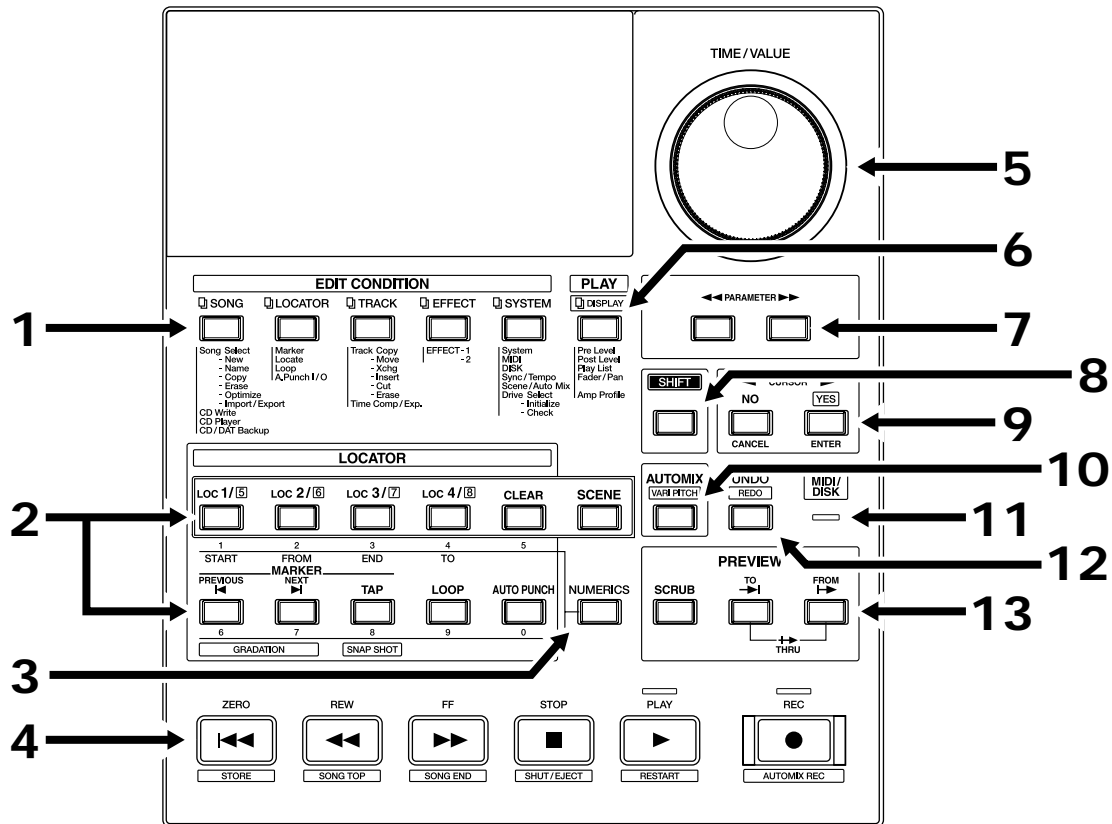 TIME/VALUE
5
6
EDIT CONDITION
PLAY
SONG
LOCATOR
TRACK
EFFECT
SYSTEM
DISPLAY
◄◄ PARAMETER ►►
1
7
Song Select
- New
- Name
- Copy
- Erase
- Optimize
- Import/Export
CD Write
CD Player
CD/DAT Backup
Marker
Locate
Loop
A.Punch I/O
Track Copy
- Move
- Xchg
- Insert
- Cut
- Erase
Time Comp/Exp.
EFFECT-1
-2
System
MIDI
DISK
Sync/Tempo
Scene/Auto Mix
Drive Select
- Initialize
- Check
Pre Level
Post Level
Play List
Fader/Pan
Amp Profile
SHIFT
CURSOR
8
NO
YES
CANCEL
ENTER
9
LOCATOR
LOC 1/5
LOC 2/6
LOC 3/7
LOC 4/8
CLEAR
SCENE
AUTOMIX
VARI PITCH
UNDO
REDO
MIDI/
DISK
10
2
11
1
2
3
4
5
START
FROM
END
TO
12
MARKER
PREVIOUS
NEXT
TAP
LOOP
AUTO PUNCH
NUMERICS
PREVIEW
SCRUB
TO
FROM
13
6
7
8
9
0
THRU
GRADATION
SNAP SHOT
3
ZERO
REW
FF
STOP
PLAY
REC
4
STORE
SONG TOP
SONG END
SHUT/EJECT
RESTART
AUTOMIX REC